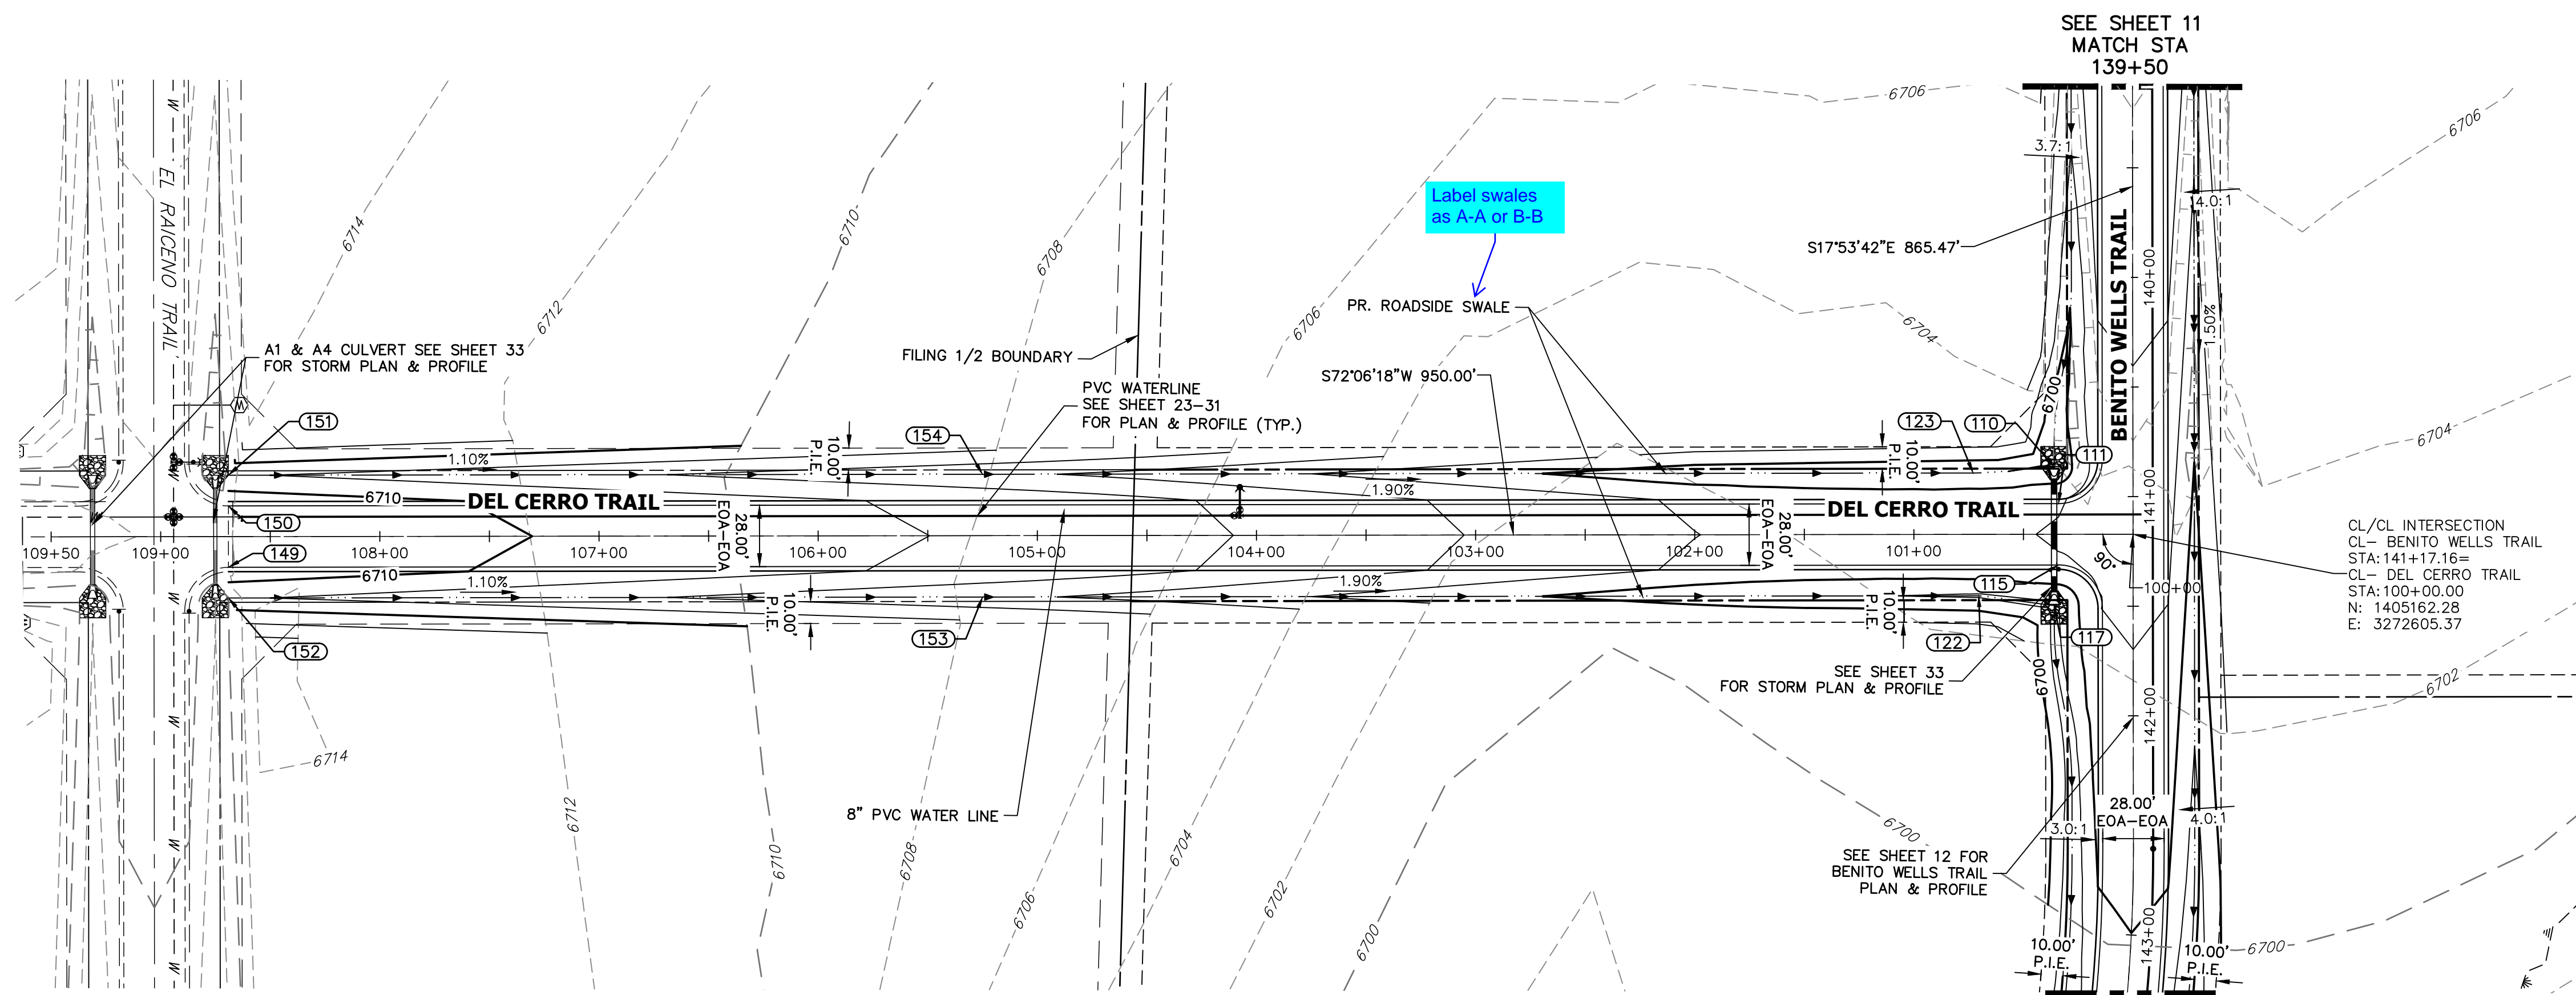 SEE SHEET 11
MATCH STA
139+50
6706
6706
3.7:1
4.0:1
Label swales
as A-A or B-B
EL RAICENO TRAIL
W
6714
6712
6710
6708
6706
6704
S17°53'42"E 865.47'
BENITO WELLS TRAIL
140+00
1.50%
PR. ROADSIDE SWALE
A1 & A4 CULVERT SEE SHEET 33
FOR STORM PLAN & PROFILE
FILING 1/2 BOUNDARY
S72°06'18"W 950.00'
PVC WATERLINE
SEE SHEET 23-31
FOR PLAN & PROFILE (TYP.)
M
151
154
123
110
111
6700
6704
1.10%
10.00'
P.I.E.
1.90%
10.00'
P.I.E.
6710
DEL CERRO TRAIL
DEL CERRO TRAIL
150
149
28.00'
EOA-EOA
28.00'
EOA-EOA
141+00
109+50
109+00
108+00
107+00
106+00
105+00
104+00
103+00
102+00
101+00
100+00
90°
CL/CL INTERSECTION
CL- BENITO WELLS TRAIL
STA:141+17.16=
CL- DEL CERRO TRAIL
STA:100+00.00
N: 1405162.28
E: 3272605.37
6710
1.10%
1.90%
115
10.00'
P.I.E.
10.00'
P.I.E.
152
153
122
117
SEE SHEET 33
FOR STORM PLAN & PROFILE
6700
6702
142+00
W
W
W
6714
6712
6710
6708
6706
6704
6702
6700
6700
8" PVC WATER LINE
28.00'
EOA-EOA
3.0:1
4.0:1
SEE SHEET 12 FOR
BENITO WELLS TRAIL
PLAN & PROFILE
143+00
10.00'
P.I.E.
10.00'
P.I.E.
6700